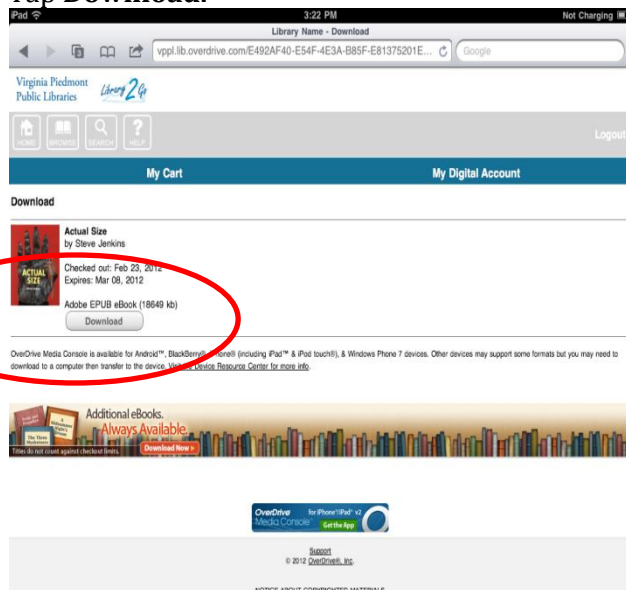 Tap Download.
iPad 3:22 PM Not Charging
Library Name - Download
vppl.lib.overdrive.com/E492AF40-E54F-4E3A-B85F-E81375201E... Google
Virginia Piedmont
Public Libraries
Library 2 Go
HOME BROWSE SEARCH HELP
Logout
My Cart My Digital Account
Download
Actual Size
by Steve Jenkins
ACTUAL
SIZE
Checked out: Feb 23, 2012
Expires: Mar 08, 2012
Adobe EPUB eBook (18649 kb)
Download
OverDrive Media Console is available for Android™, BlackBerry®, iPhone® (including iPad™ & iPod touch®), & Windows Phone 7 devices. Other devices may support some formats but you may need to
download to a computer then transfer to the device. Device Resource Center for more info.
Additional eBooks.
Always Available.
Titles do not count against checkout limits. Download Now >
OverDrive for iPhone®/iPad® v2
Media Console Get the App
Support
© 2012 OverDrive®, Inc.
NOTICE ABOUT COPYRIGHTED MATERIALS